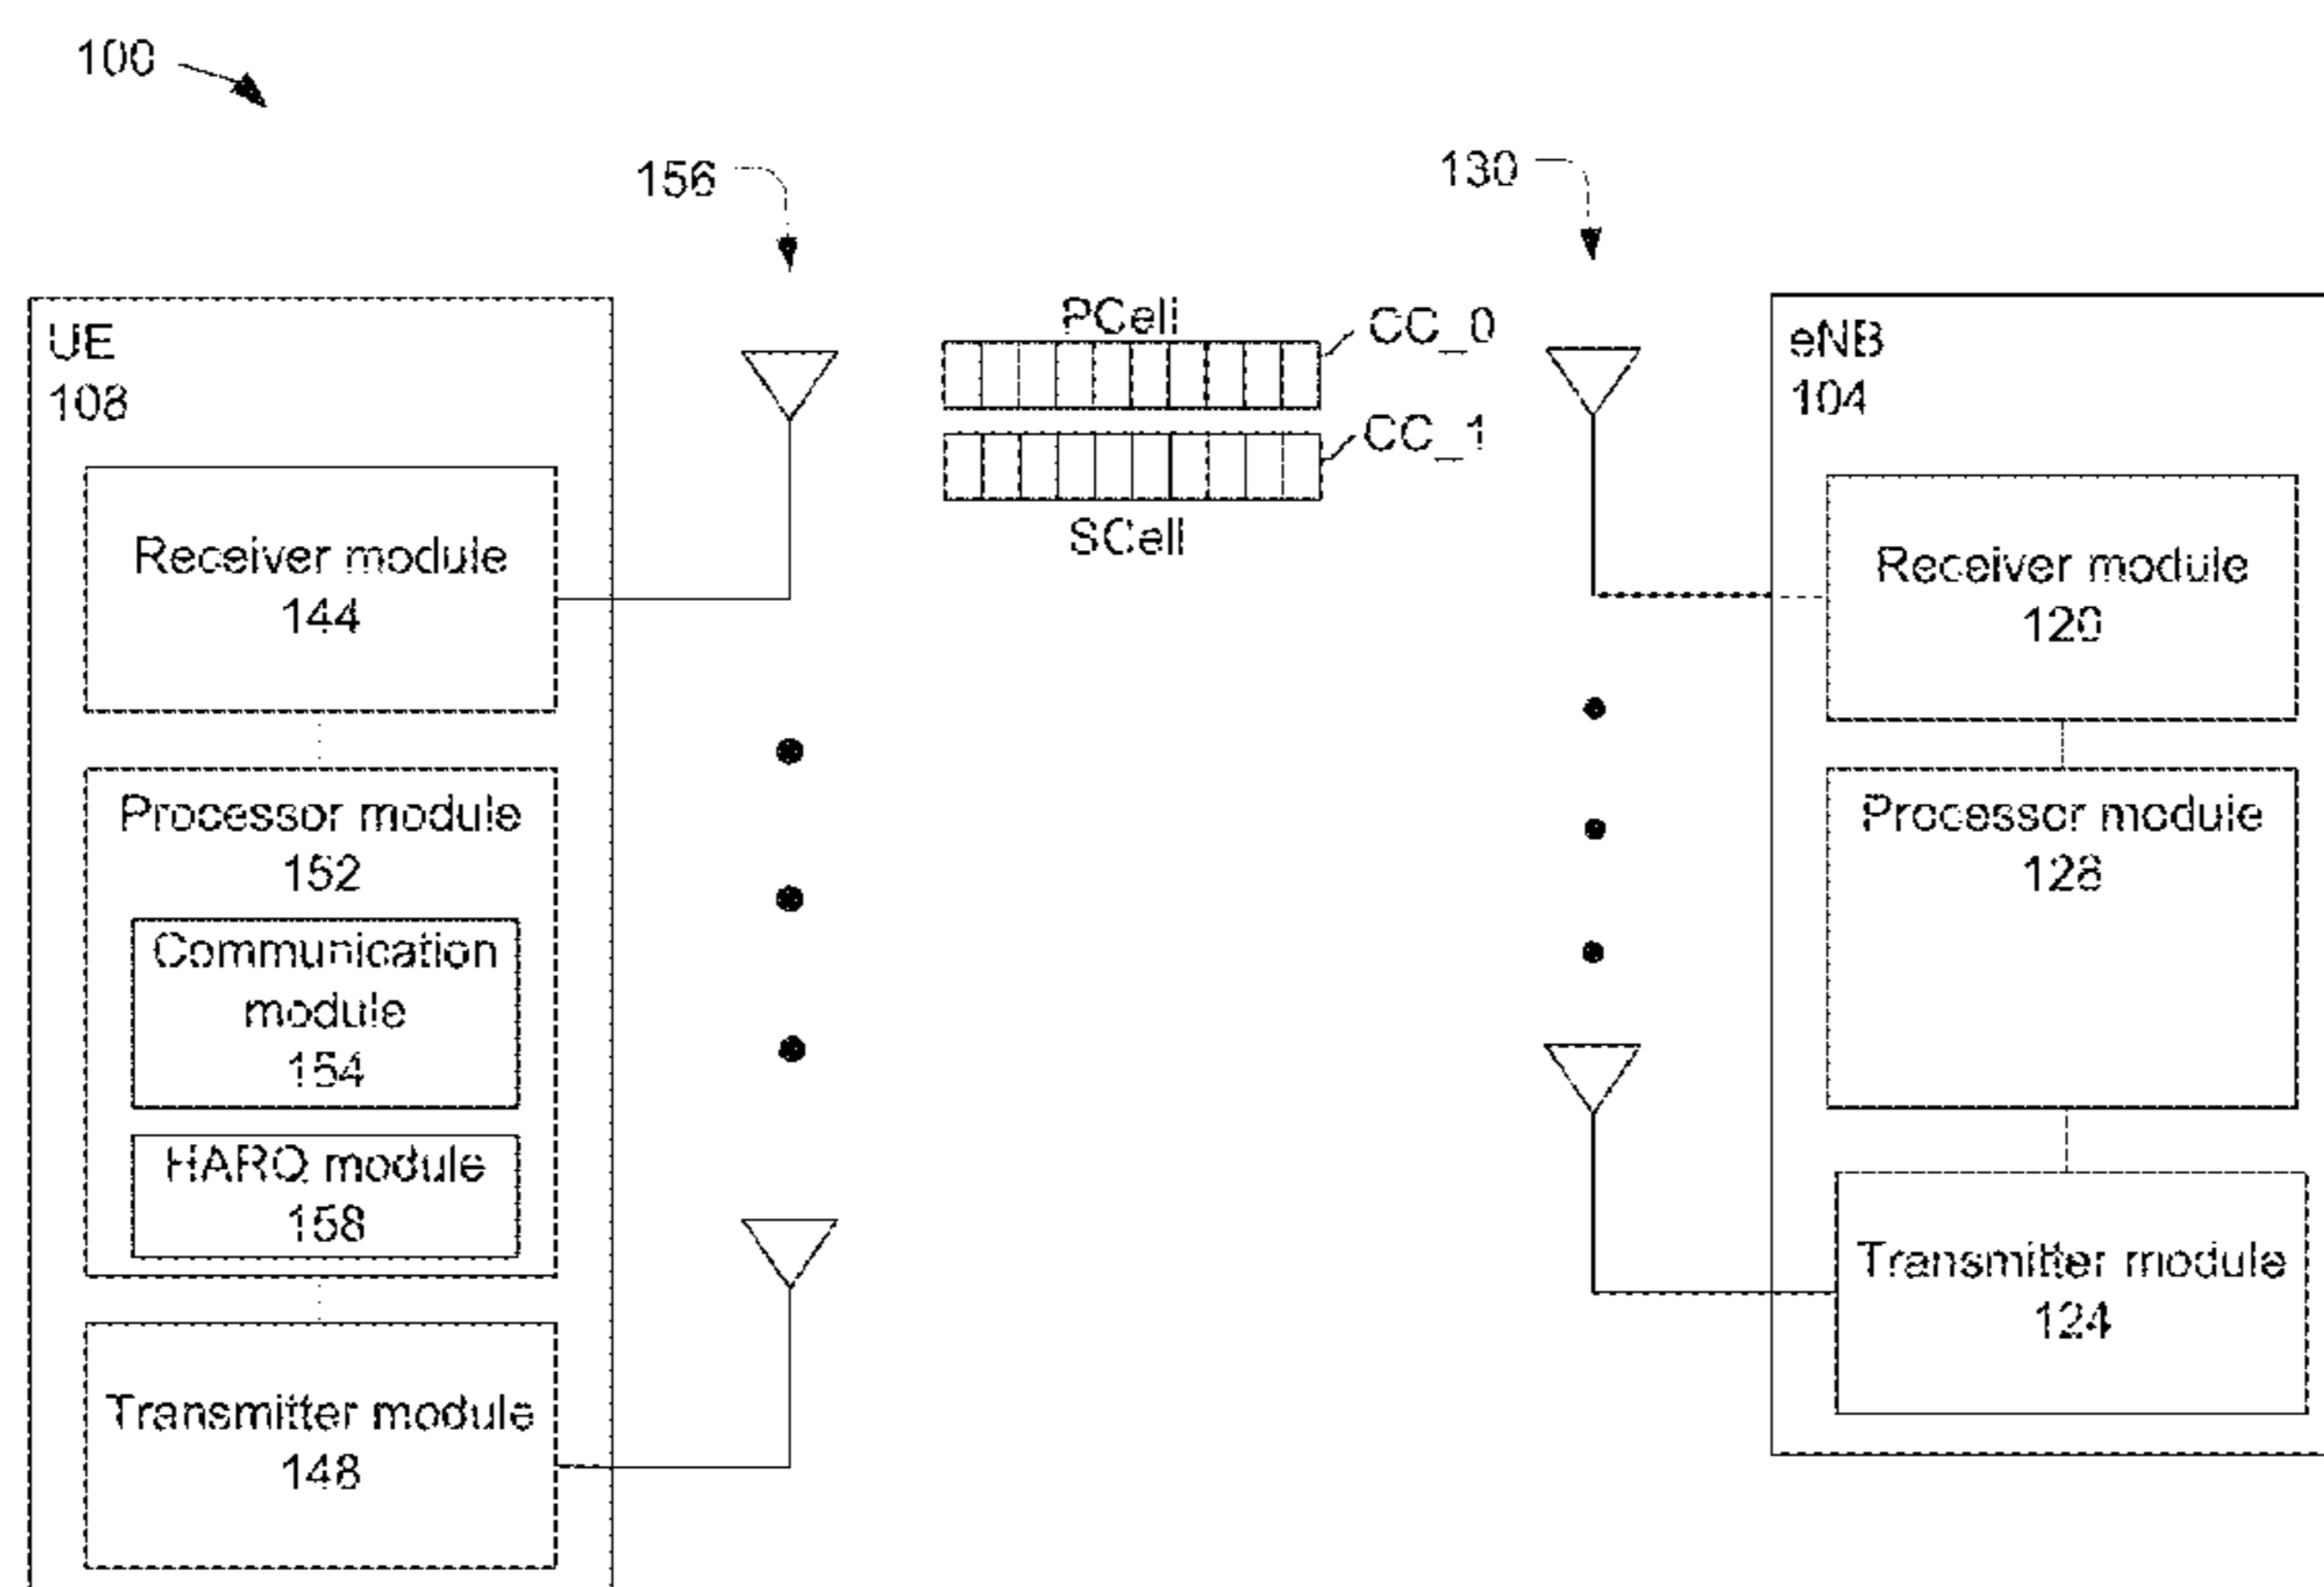 100
156
130
PCell
CC_0
CC_1
SCell
UE
108
Receiver module
144
Processor module
152
Communication
module
154
HARQ module
158
Transmitter module
148
eNB
104
Receiver module
120
Processor module
128
Transmitter module
124